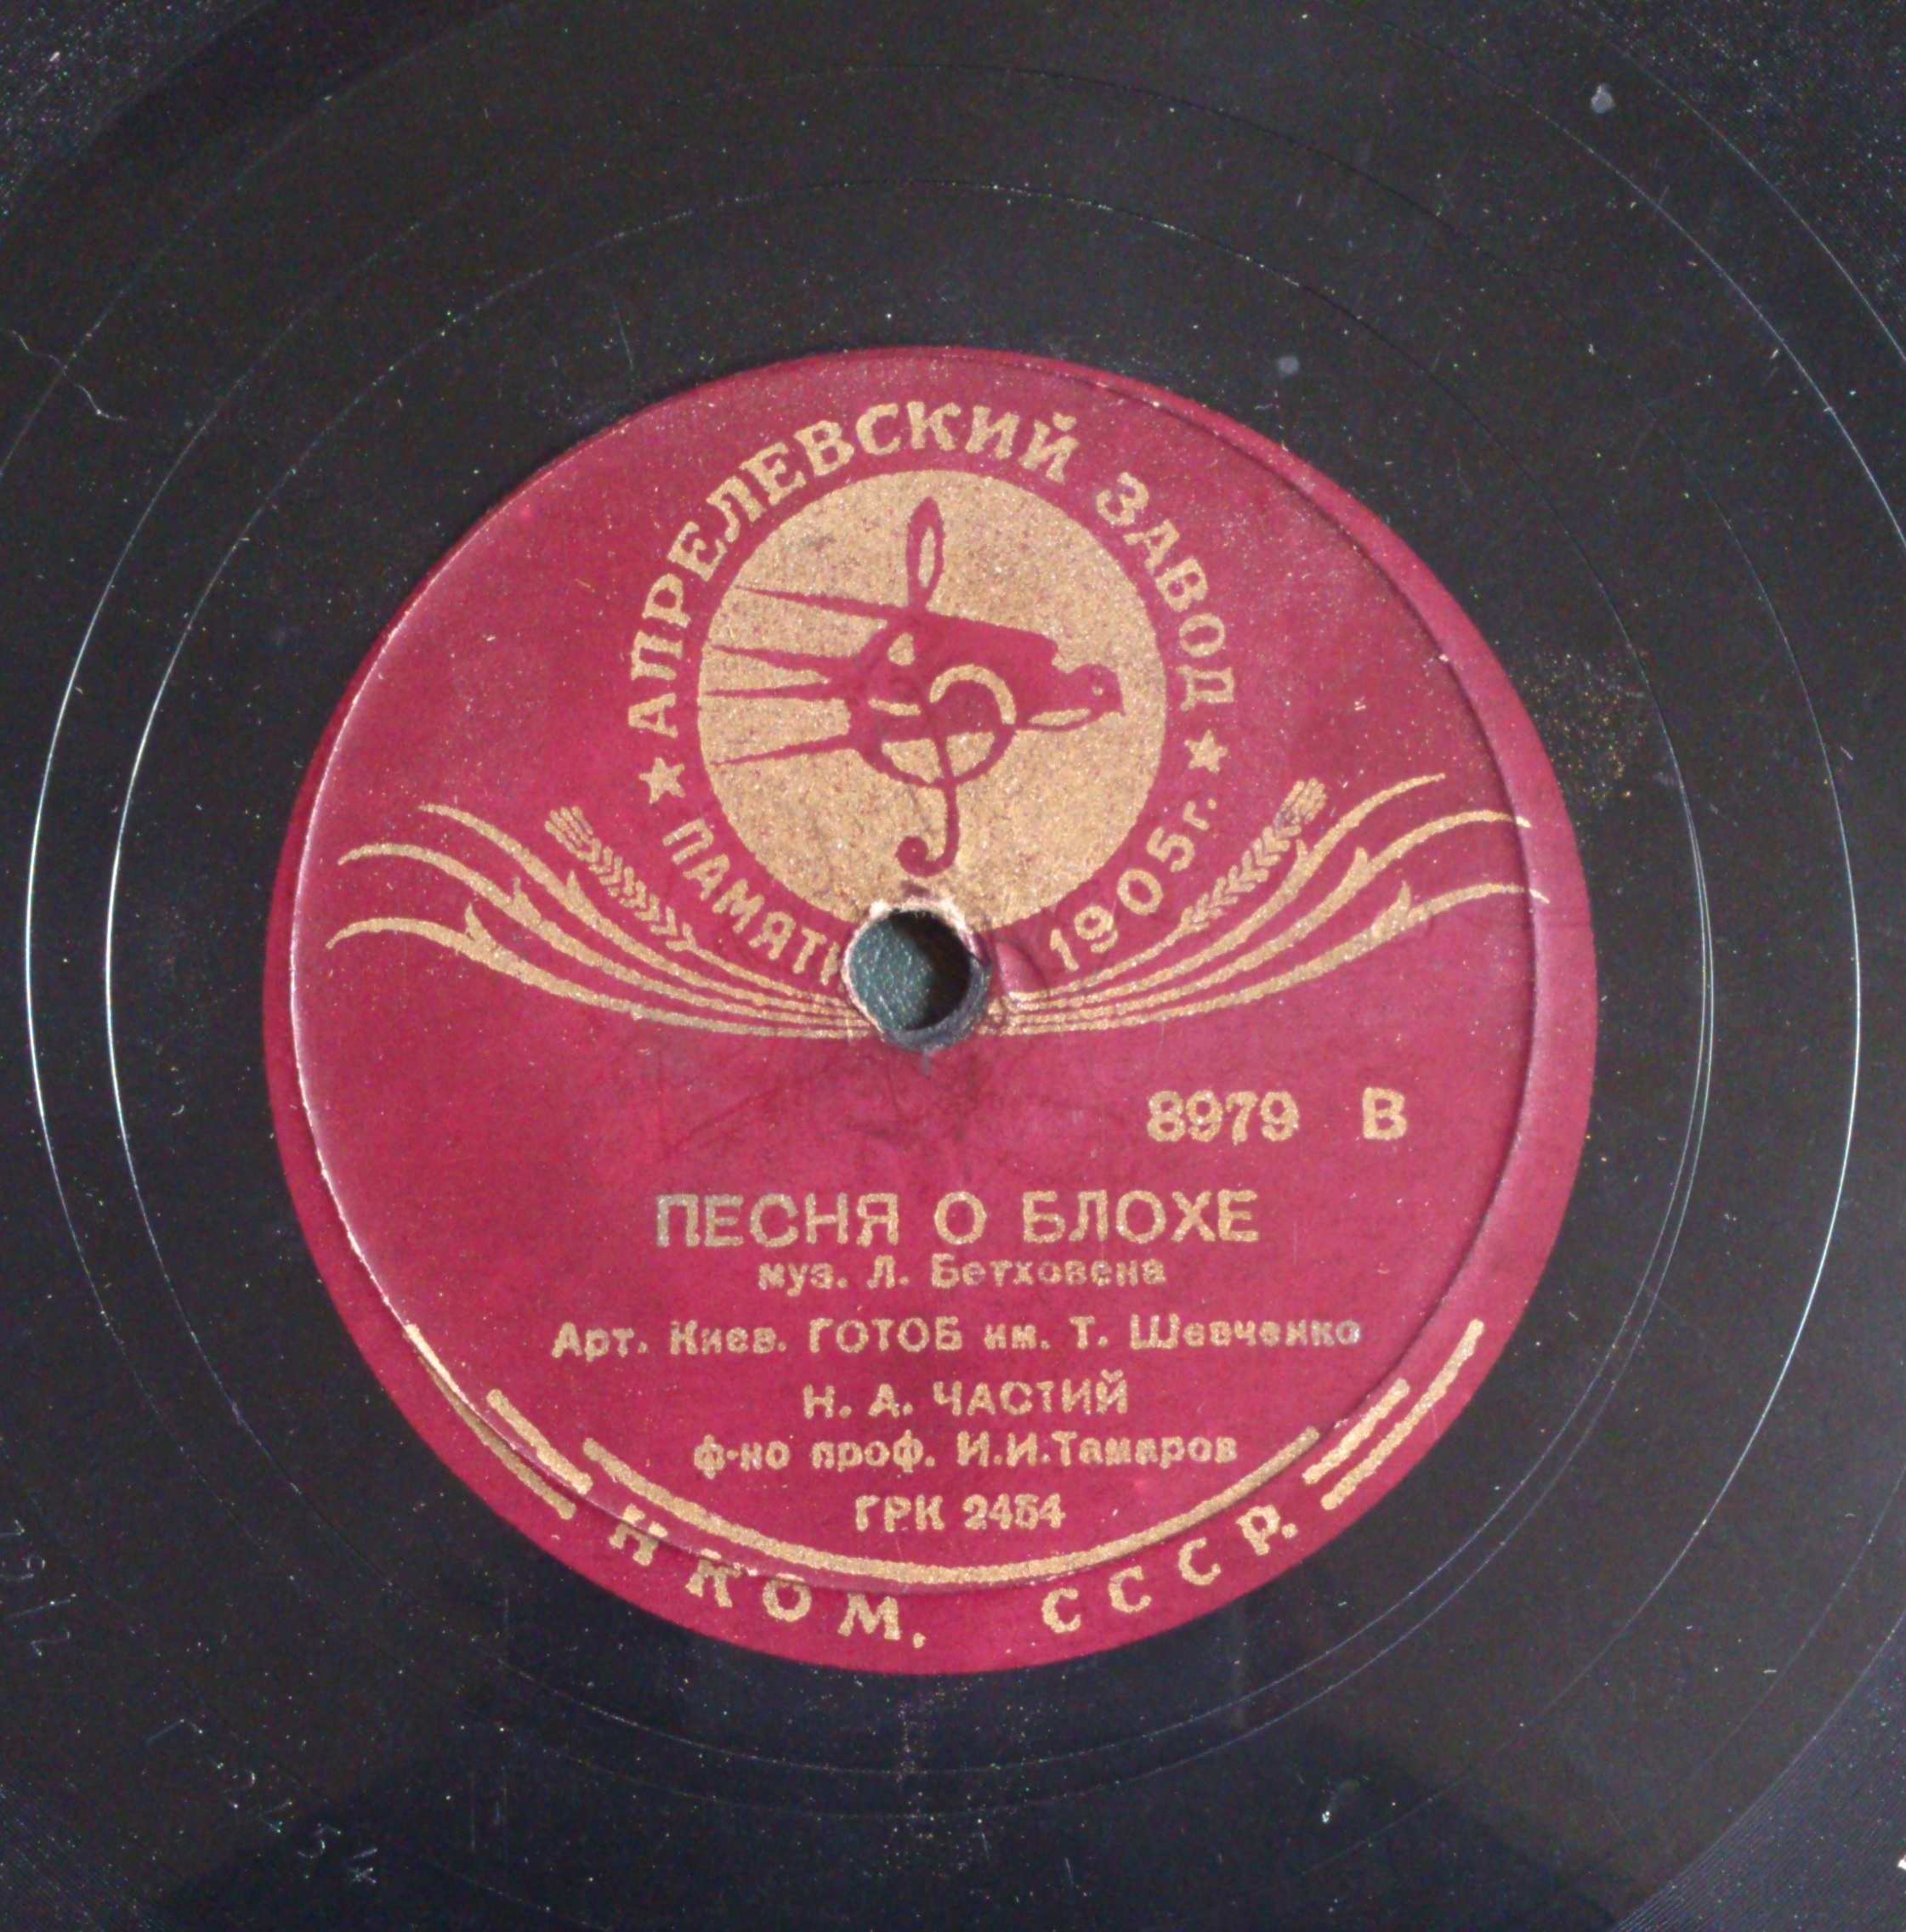 АПРЕЛЕВСКИЙ ЗАВОД
ПАМЯТИ 1905г.
8979 В
ПЕСНЯ О БЛОХЕ
муз. Л. Бетховена
Арт. Киев. ГОТОБ им. Т. Шевченко
Н. А. ЧАСТИЙ
ф-но проф. И.И.Тамаров
ГРК 2454
Н КОМ. СССР.